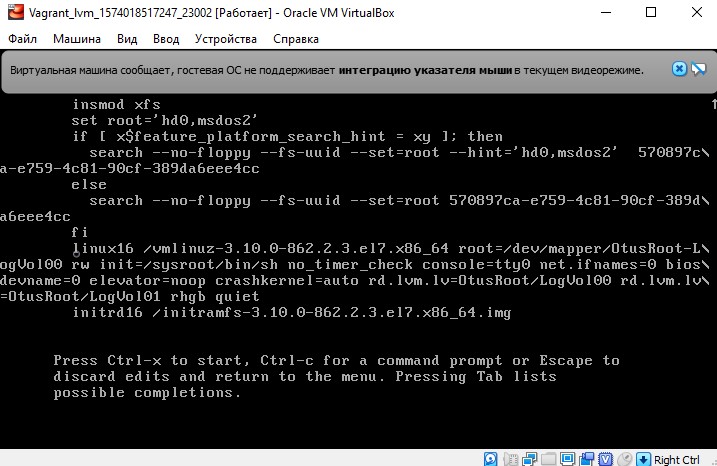 Vagrant_lvm_1574018517247_23002 [Работает] - Oracle VM VirtualBox
Файл Машина Вид Ввод Устройства Справка
Виртуальная машина сообщает, гостевая ОС не поддерживает интеграцию указателя мыши в текущем видеорежиме.
insmod xfs
set root='hd0,msdos2'
if [ x$feature_platform_search_hint = xy ]; then
search --no-floppy --fs-uuid --set=root --hint='hd0,msdos2' 570897c\
a-e759-4c81-90cf-389da6eee4cc
else
search --no-floppy --fs-uuid --set=root 570897ca-e759-4c81-90cf-389d\
a6eee4cc
fi
linux16 /vmlinuz-3.10.0-862.2.3.el7.x86_64 root=/dev/mapper/OtusRoot-L\
ogVol00 rw init=/sysroot/bin/sh no_timer_check console=tty0 net.ifnames=0 bios\
devname=0 elevator=noop crashkernel=auto rd.lvm.lv=OtusRoot/LogVol00 rd.lvm.lv\
=OtusRoot/LogVol01 rhgb quiet
initrd16 /initramfs-3.10.0-862.2.3.el7.x86_64.img
Press Ctrl-x to start, Ctrl-c for a command prompt or Escape to
discard edits and return to the menu. Pressing Tab lists
possible completions.
Right Ctrl